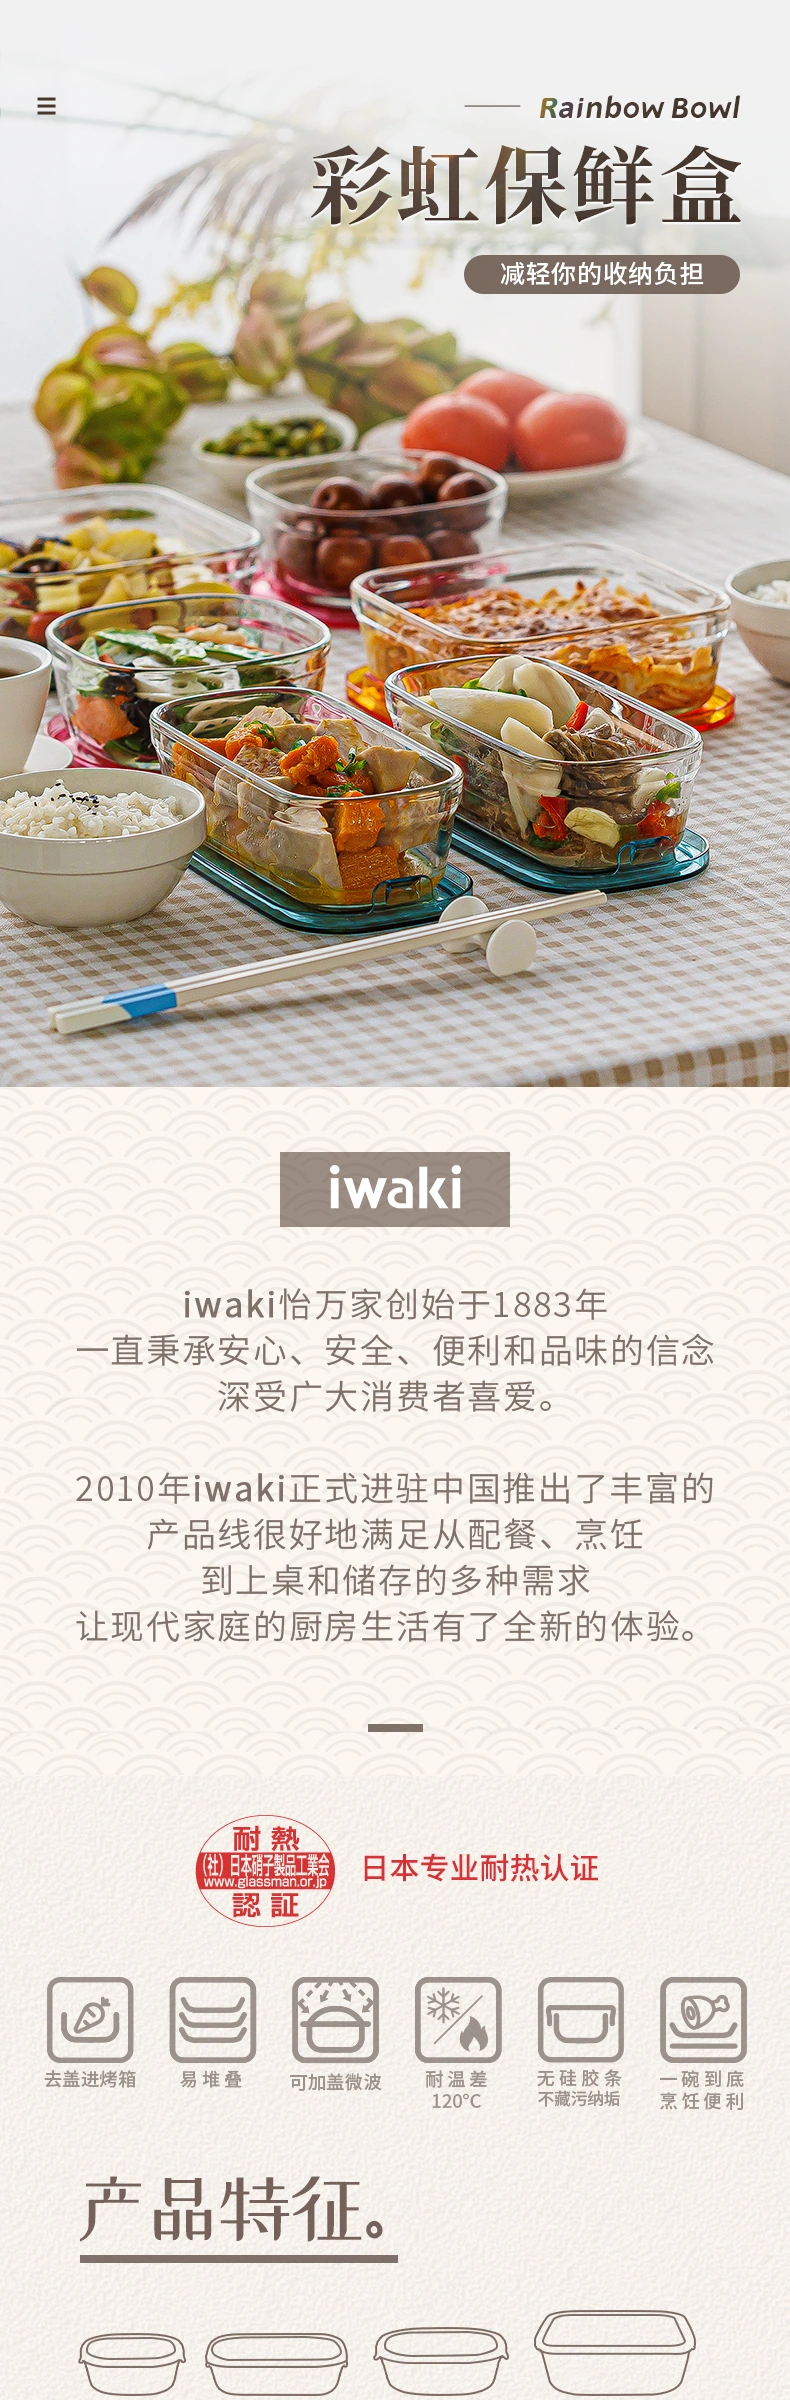 Rainbow Bowl
彩虹保鲜盒
减轻你的收纳负担
iwaki
iwaki怡万家创始于1883年
一直秉承安心、安全、便利和品味的信念
深受广大消费者喜爱。
2010年iwaki正式进驻中国推出了丰富的
产品线很好地满足从配餐、烹饪
到上桌和储存的多种需求
让现代家庭的厨房生活有了全新的体验。
耐熱
(社)日本硝子製品工業会
www.glassman.or.jp
認証
日本专业耐热认证
去盖进烤箱
易堆叠
可加盖微波
耐温差
120℃
无硅胶条
不藏污纳垢
一碗到底
烹饪便利
产品特征。